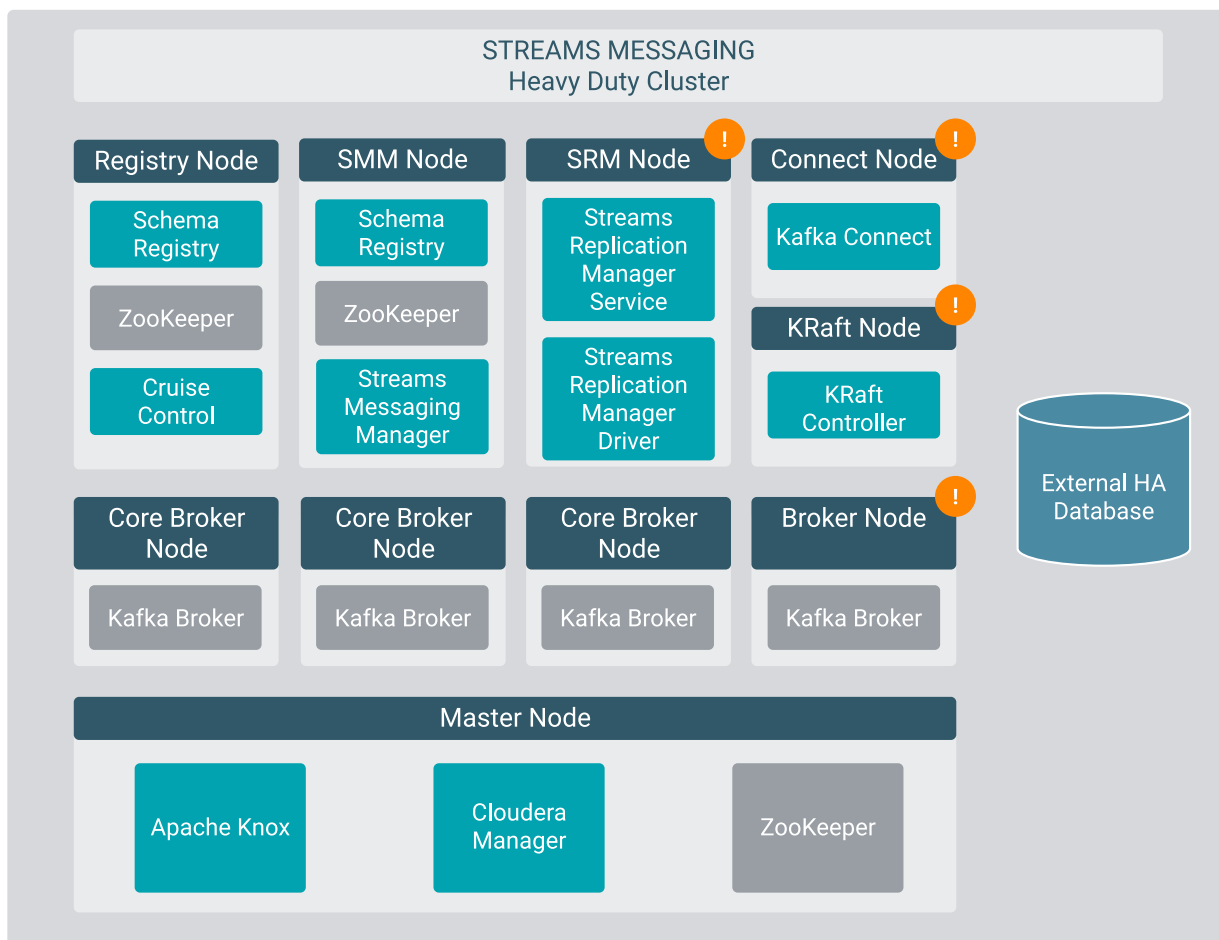 STREAMS MESSAGING
Heavy Duty Cluster
Registry Node
Schema
Registry
ZooKeeper
Cruise
Control
SMM Node
Schema
Registry
ZooKeeper
Streams
Messaging
Manager
!
SRM Node
Streams
Replication
Manager
Service
Streams
Replication
Manager
Driver
!
Connect Node
Kafka Connect
!
KRaft Node
KRaft
Controller
External HA
Database
Core Broker
Node
Kafka Broker
Core Broker
Node
Kafka Broker
Core Broker
Node
Kafka Broker
!
Broker Node
Kafka Broker
Master Node
Apache Knox
Cloudera
Manager
ZooKeeper